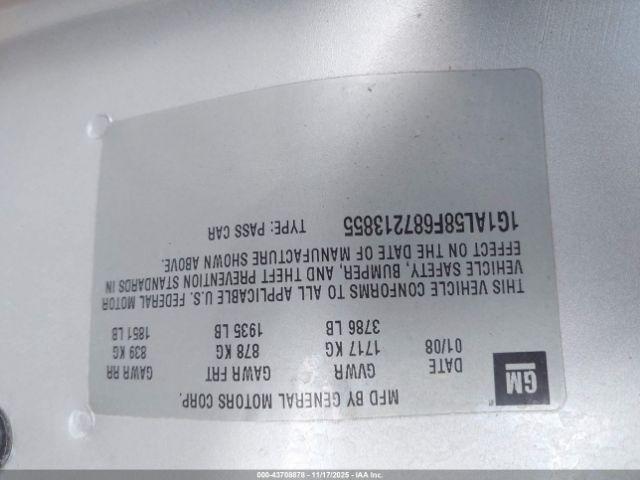 MFD BY GENERAL MOTORS CORP.
GM
DATE GVWR GAWR FRT GAWR RR
01/08 1717 KG 878 KG 839 KG
3786 LB 1935 LB 1851 LB
THIS VEHICLE CONFORMS TO ALL APPLICABLE U.S. FEDERAL MOTOR
VEHICLE SAFETY, BUMPER, AND THEFT PREVENTION STANDARDS IN
EFFECT ON THE DATE OF MANUFACTURE SHOWN ABOVE.
1G1AL58F687213855 TYPE: PASS CAR
000-43708878 - 11/17/2025 - IAA Inc.